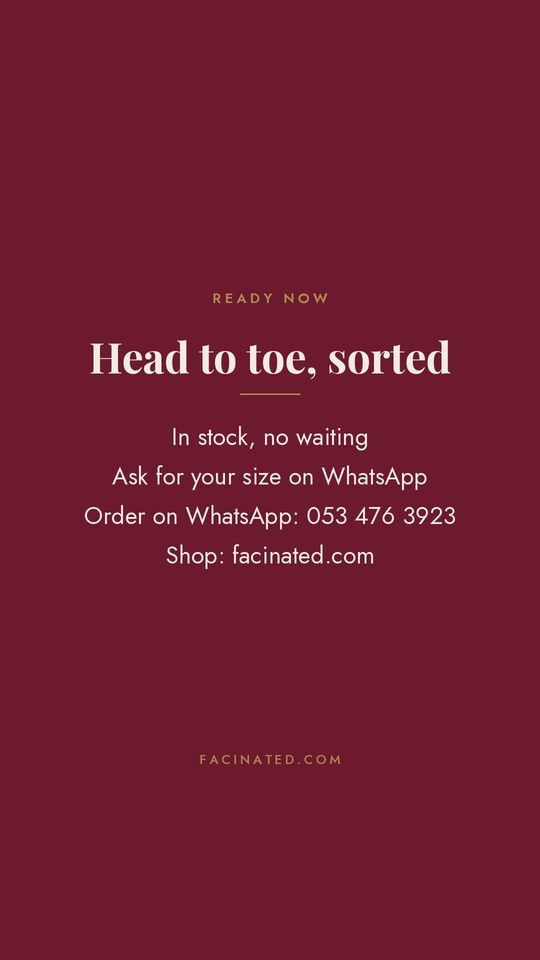 READY NOW
Head to toe, sorted
In stock, no waiting
Ask for your size on WhatsApp
Order on WhatsApp: 053 476 3923
Shop: facinated.com
FACINATED.COM